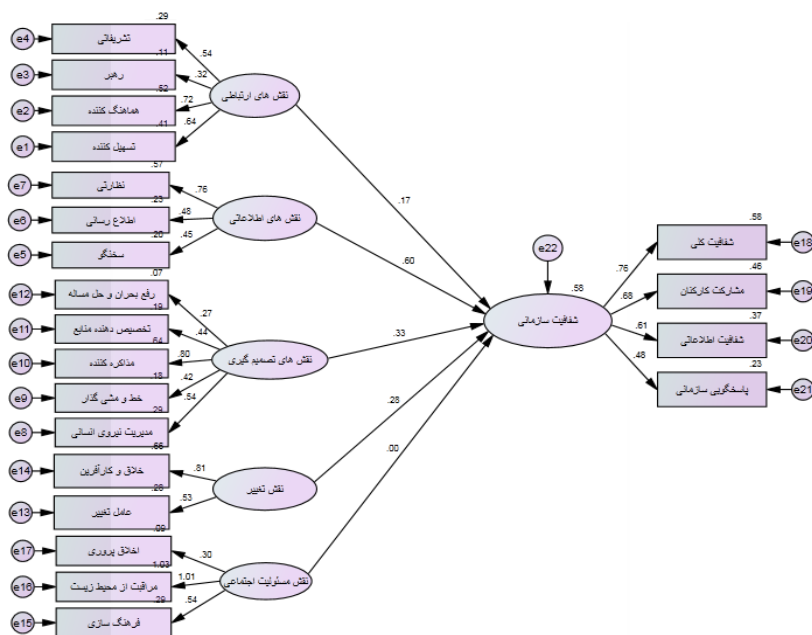 .29
e4
تشریفاتی
.54
.11
e3
رهبر
.32
.52
e2
هماهنگ کننده
.72
نقش های ارتباطی
.41
e1
تسهیل کننده
.64
.17
.57
e7
نظارتی
.76
.23
e6
اطلاع رسانی
.48
نقش های اطلاعاتی
.20
e5
سخنگو
.45
.60
.07
e12
رفع بحران و حل مساله
.27
.19
e11
تخصیص دهنده منابع
.44
.64
e10
مذاکره کننده
.80
نقش های تصمیم گیری
.33
.18
e9
خط و مشی گذار
.42
.29
e8
مدیریت نیروی انسانی
.54
.66
e14
خلاق و کارآفرین
.81
نقش تغییر
.28
.28
e13
عامل تغییر
.53
.00
.09
e17
اخلاق پروری
.30
1.03
e16
مراقبت از محیط زیست
1.01
نقش مسئولیت اجتماعی
.29
e15
فرهنگ سازی
.54
e22
.58
شفافیت سازمانی
.58
.76
شفافیت کلی
e18
.46
.68
مشارکت کارکنان
e19
.37
.61
شفافیت اطلاعاتی
e20
.23
.48
پاسخگویی سازمانی
e21